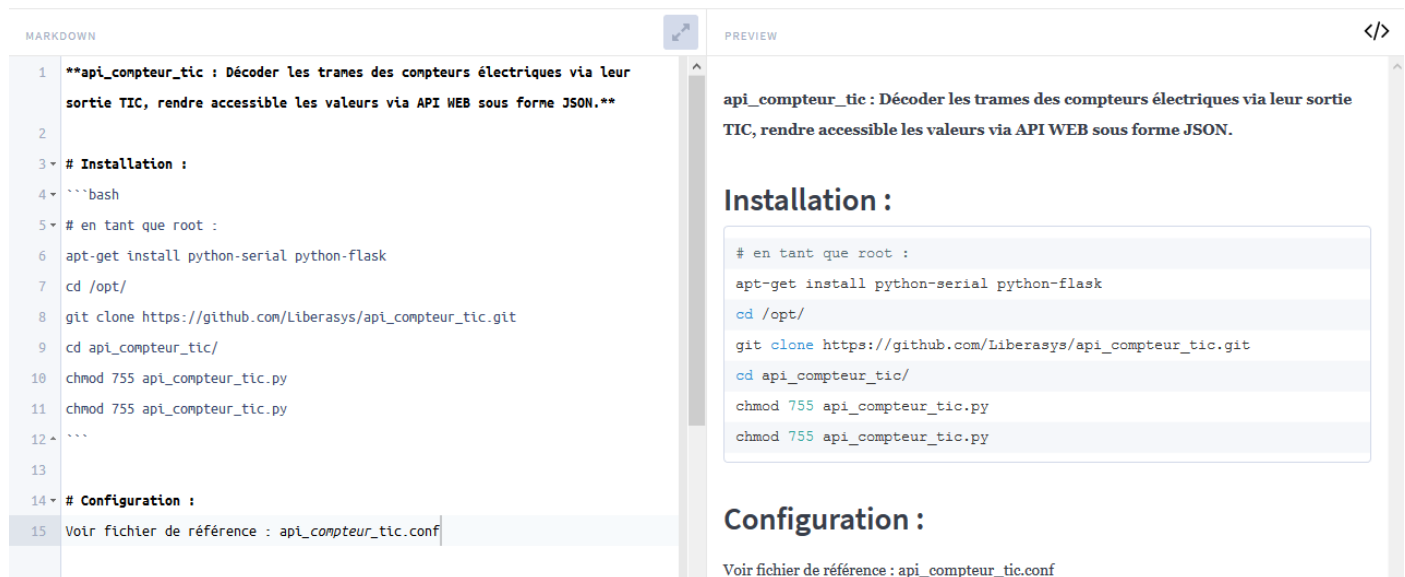 MARKDOWN
1 **api_compteur_tic : Décoder les trames des compteurs électriques via leur
sortie TIC, rendre accessible les valeurs via API WEB sous forme JSON.**
2
3 # Installation :
4 ```bash
5 # en tant que root :
6 apt-get install python-serial python-flask
7 cd /opt/
8 git clone https://github.com/Liberasys/api_compteur_tic.git
9 cd api_compteur_tic/
10 chmod 755 api_compteur_tic.py
11 chmod 755 api_compteur_tic.py
12 ```
13
14 # Configuration :
15 Voir fichier de référence : api_compteur_tic.conf
PREVIEW </>
api_compteur_tic : Décoder les trames des compteurs électriques via leur sortie
TIC, rendre accessible les valeurs via API WEB sous forme JSON.
Installation :
# en tant que root :
apt-get install python-serial python-flask
cd /opt/
git clone https://github.com/Liberasys/api_compteur_tic.git
cd api_compteur_tic/
chmod 755 api_compteur_tic.py
chmod 755 api_compteur_tic.py
Configuration :
Voir fichier de référence : api_compteur_tic.conf